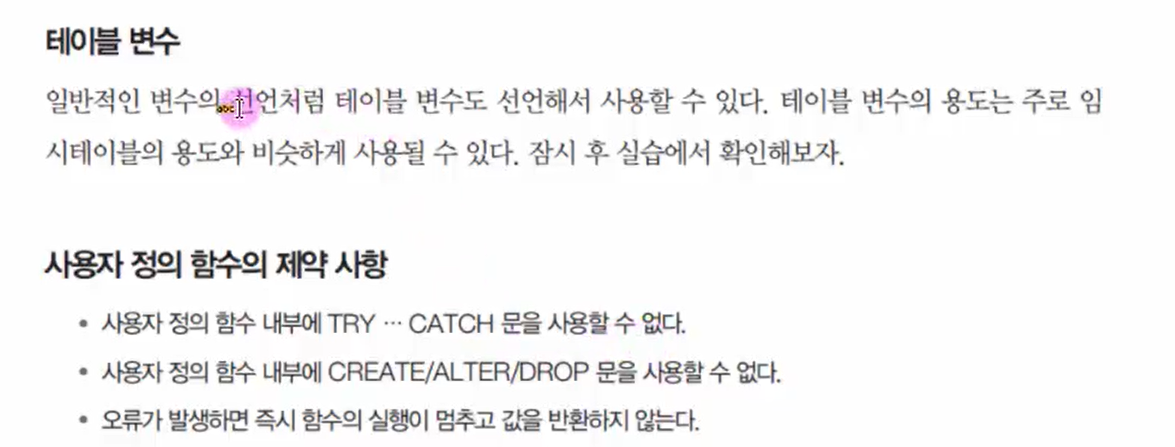 테이블 변수
일반적인 변수의 선언처럼 테이블 변수도 선언해서 사용할 수 있다. 테이블 변수의 용도는 주로 임
시테이블의 용도와 비슷하게 사용될 수 있다. 잠시 후 실습에서 확인해보자.
사용자 정의 함수의 제약 사항
• 사용자 정의 함수 내부에 TRY … CATCH 문을 사용할 수 없다.
• 사용자 정의 함수 내부에 CREATE/ALTER/DROP 문을 사용할 수 없다.
• 오류가 발생하면 즉시 함수의 실행이 멈추고 값을 반환하지 않는다.